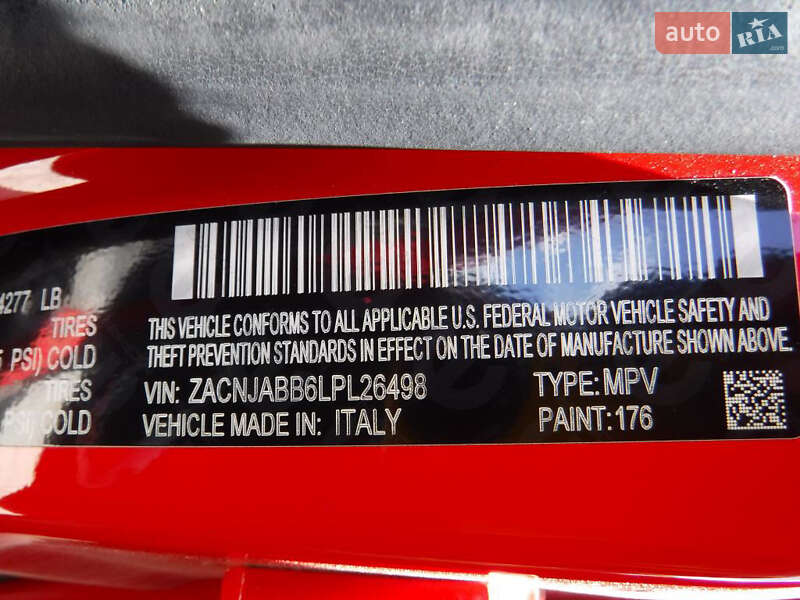 auto RIA
.com
4277 LB
TIRES
PSI) COLD
TIRES
PSI) COLD
THIS VEHICLE CONFORMS TO ALL APPLICABLE U.S. FEDERAL MOTOR VEHICLE SAFETY AND
THEFT PREVENTION STANDARDS IN EFFECT ON THE DATE OF MANUFACTURE SHOWN ABOVE.
VIN: ZACNJABB6LPL26498 TYPE: MPV
VEHICLE MADE IN: ITALY PAINT: 176